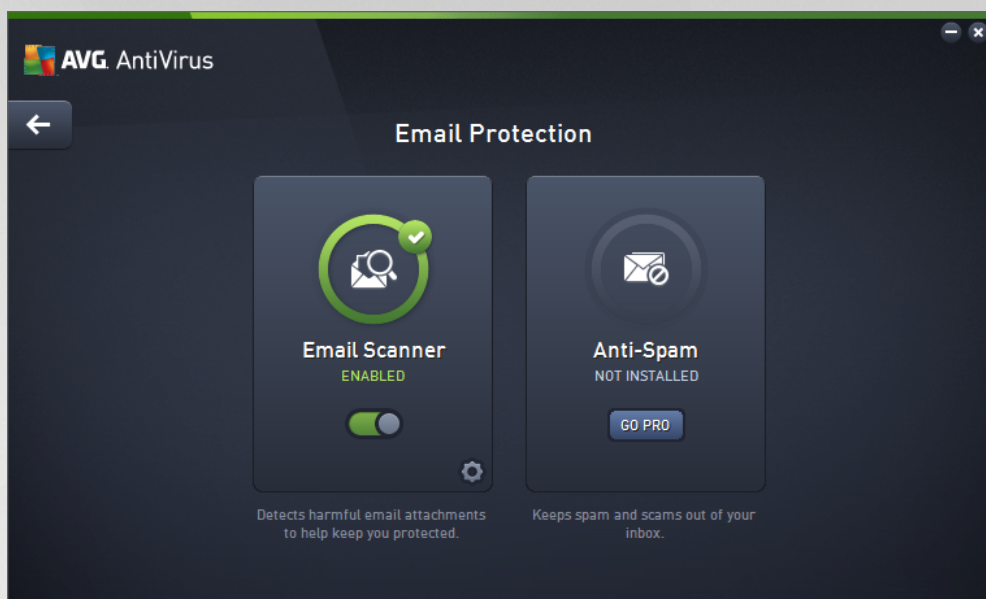 AVG. AntiVirus
Email Protection
Email Scanner
ENABLED
Detects harmful email attachments
to help keep you protected.
Anti-Spam
NOT INSTALLED
GO PRO
Keeps spam and scams out of your
inbox.